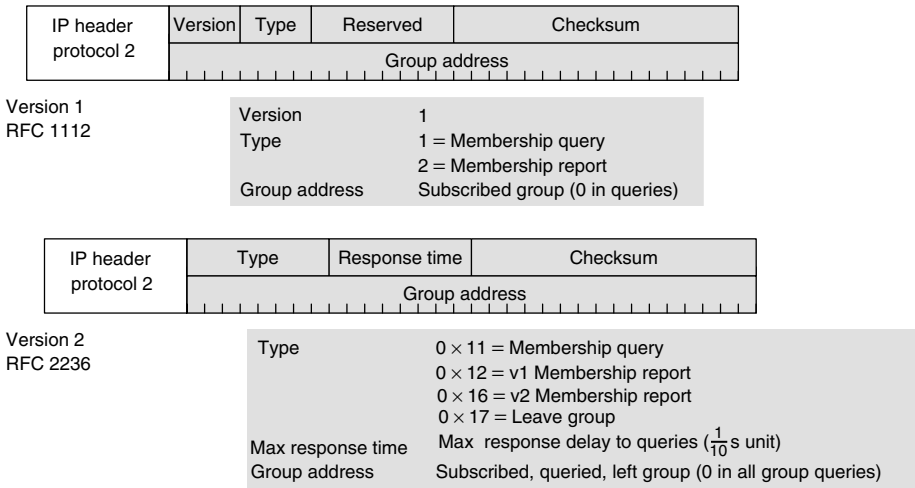 IP header
protocol 2
Version Type Reserved Checksum
Group address
Version 1
RFC 1112
Version 1
Type 1 = Membership query
2 = Membership report
Group address Subscribed group (0 in queries)
IP header
protocol 2
Type Response time Checksum
Group address
Version 2
RFC 2236
Type 0 × 11 = Membership query
0 × 12 = v1 Membership report
0 × 16 = v2 Membership report
0 × 17 = Leave group
Max response time Max response delay to queries (1/10 s unit)
Group address Subscribed, queried, left group (0 in all group queries)